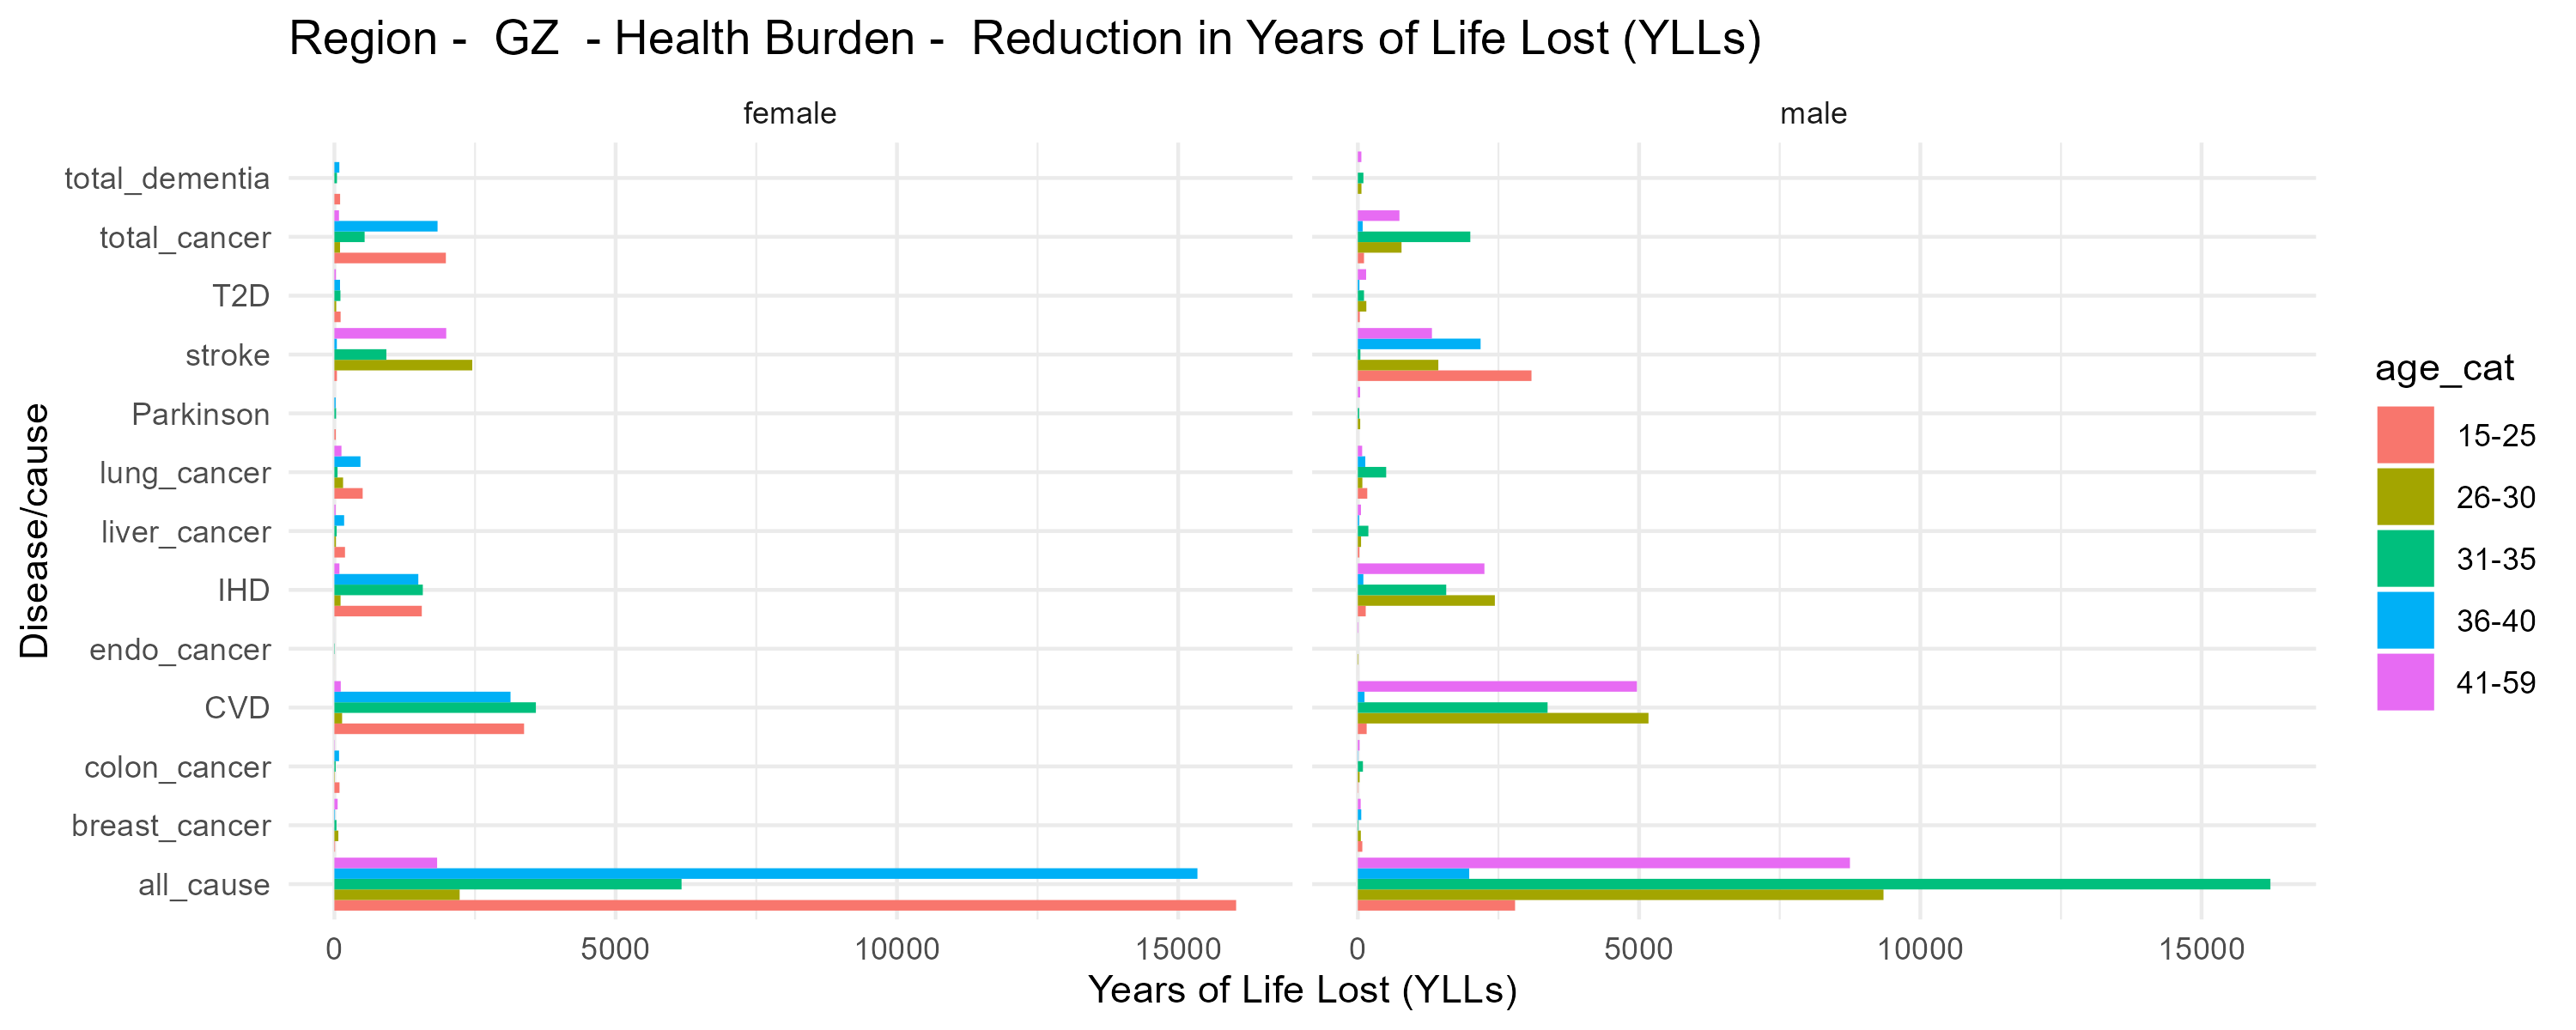 Region -  GZ  - Health Burden -  Reduction in Years of Life Lost (YLLs)
female
male
total_dementia
total_cancer
T2D
stroke
Parkinson
lung_cancer
liver_cancer
IHD
endo_cancer
CVD
colon_cancer
breast_cancer
all_cause
Disease/cause
0 5000 10000 15000
0 5000 10000 15000
Years of Life Lost (YLLs)
age_cat
15-25
26-30
31-35
36-40
41-59